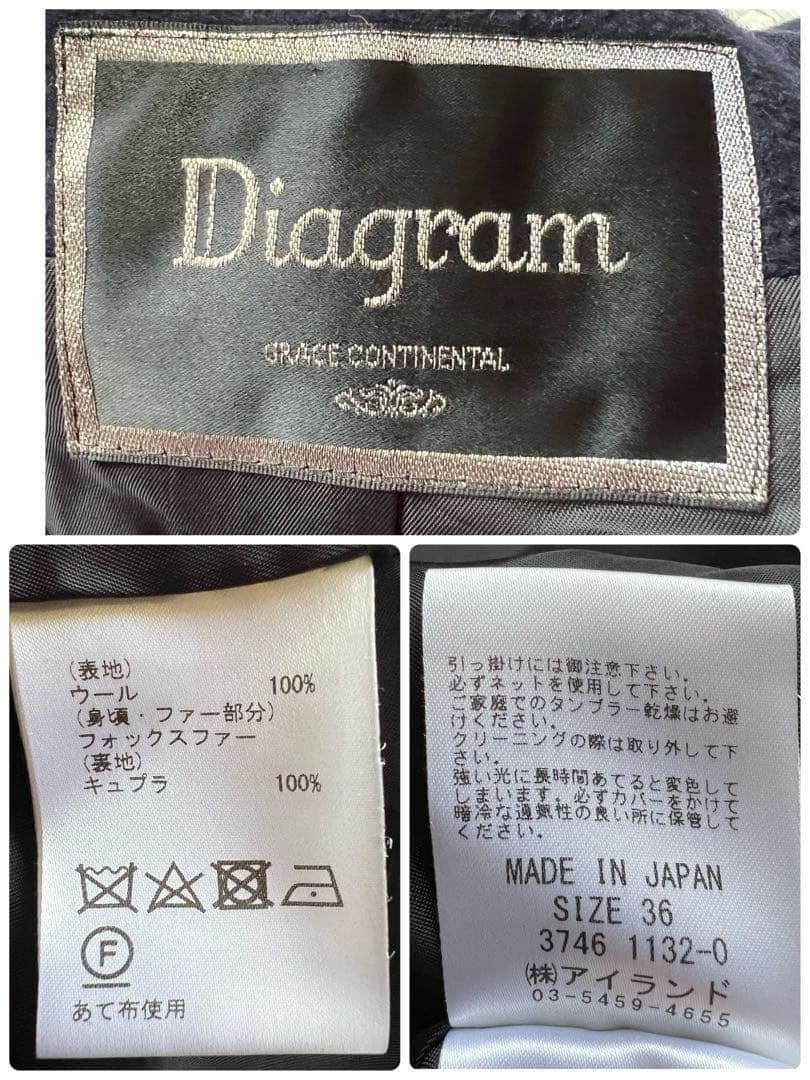 Diagram
GRACE CONTINENTAL
(表地)
ウール 100%
(身頃・ファー部分)
フォックスファー
(裏地)
キュプラ 100%
F
あて布使用
引っ掛けには御注意下さい。
必ずネットを使用して下さい。
ご家庭でのタンブラー乾燥はお避
けください。
クリーニングの際は取り外して下
さい。
強い光に長時間あてると変色して
しまいます。必ずカバーをかけて
暗冷な通気性の良い所に保管して
ください。
MADE IN JAPAN
SIZE 36
3746 1132-0
(株)アイランド
03-5459-4655